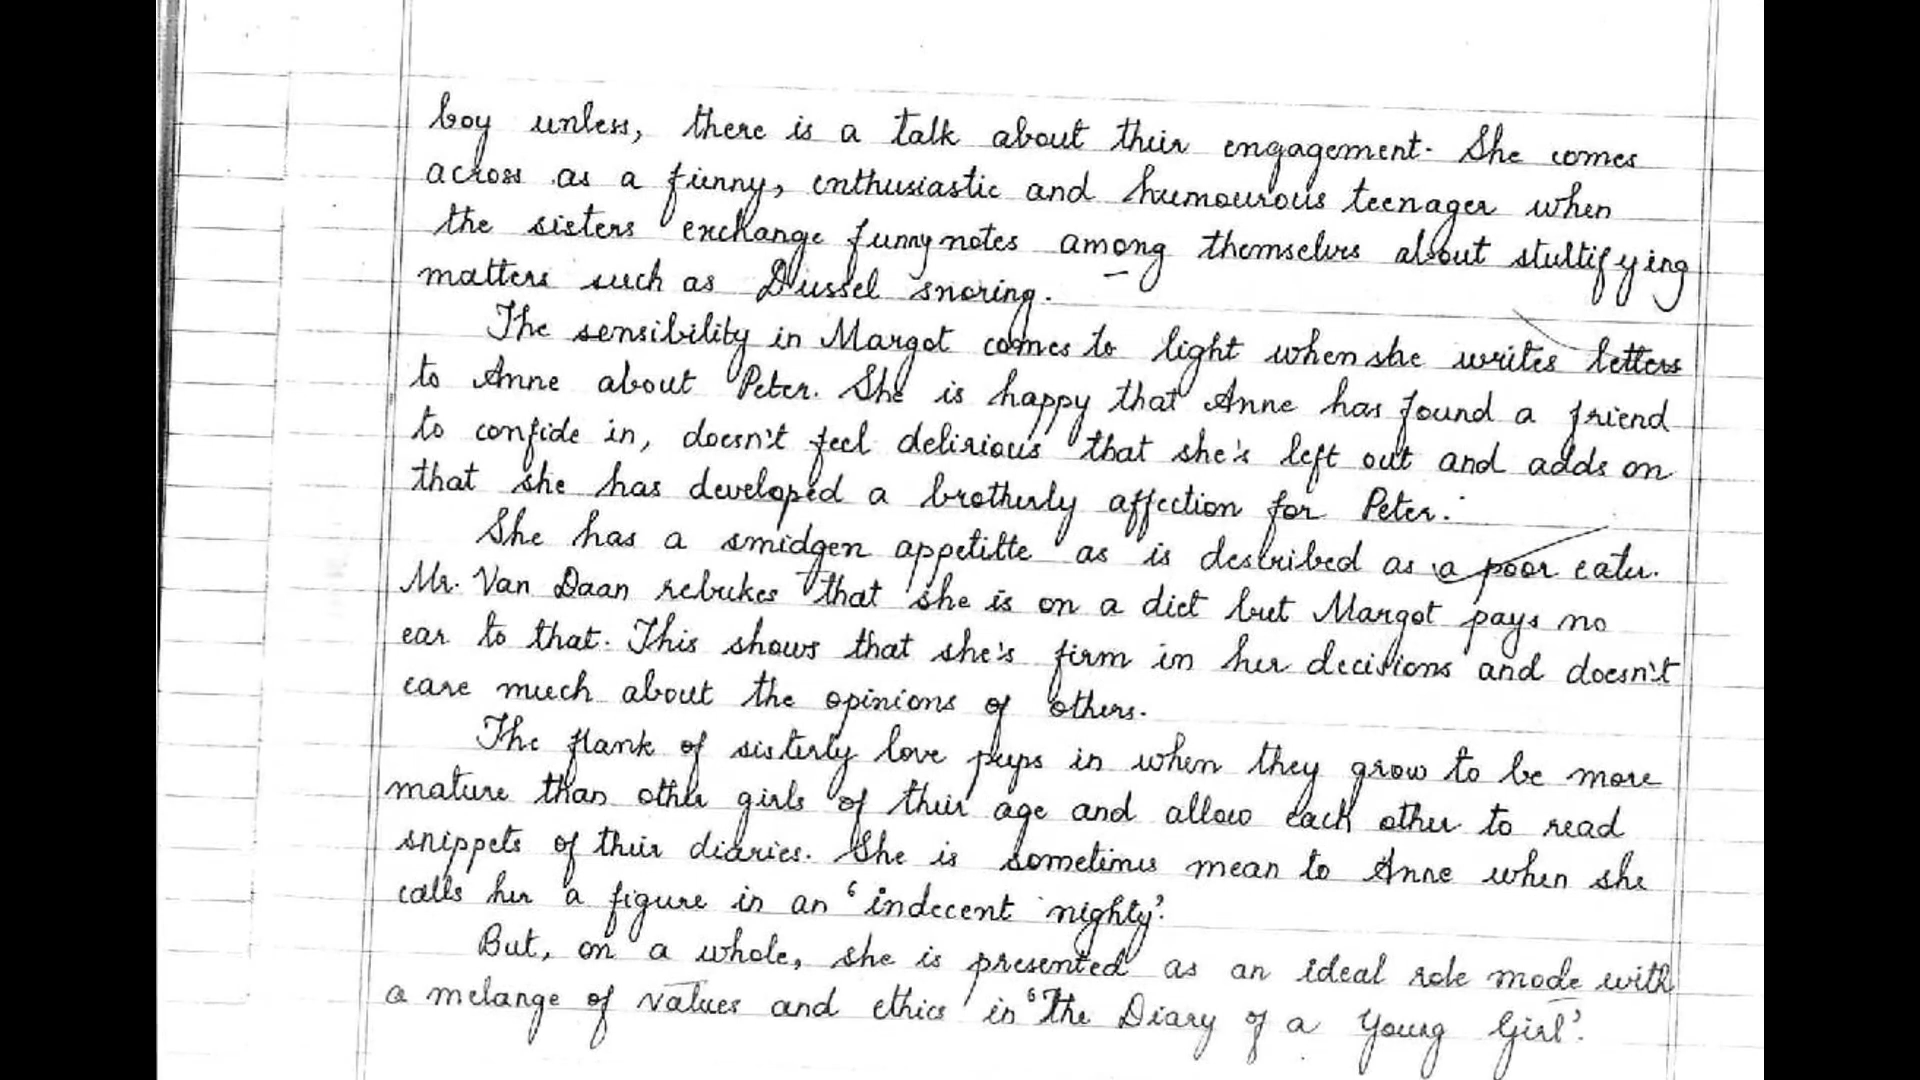 boy unless, there is a talk about their engagement. She comes
across as a funny, enthusiastic and humourous teenager when
the sisters exchange funny notes among themselves about stultifying
matters such as Dussel snoring.
The sensibility in Margot comes to light when she writes letters
to Anne about Peter. She is happy that Anne has found a friend
to confide in, doesn't feel delirious that she's left out and adds on
that she has developed a brotherly affection for Peter.
She has a smidgen appetitte as is described as a poor eater.
Mr. Van Daan rebukes that she is on a diet but Margot pays no
ear to that. This shows that she's firm in her decisions and doesn't
care much about the opinions of others.
The flank of sisterly love peeps in when they grow to be more
mature than other girls of their age and allow each other to read
snippets of their diaries. She is sometimes mean to Anne when she
calls her a figure in an 'indecent nighty'.
But, on a whole, she is presented as an ideal role mode with
a melange of values and ethics in 'The Diary of a Young Girl'.